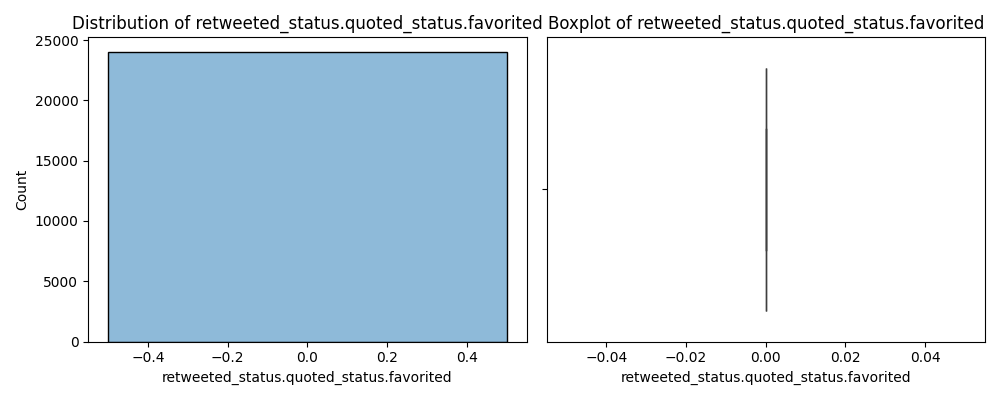 Distribution of retweeted_status.quoted_status.favorited
Boxplot of retweeted_status.quoted_status.favorited
Count
25000
20000
15000
10000
5000
0
−0.4 −0.2 0.0 0.2 0.4
retweeted_status.quoted_status.favorited
−0.04 −0.02 0.00 0.02 0.04
retweeted_status.quoted_status.favorited